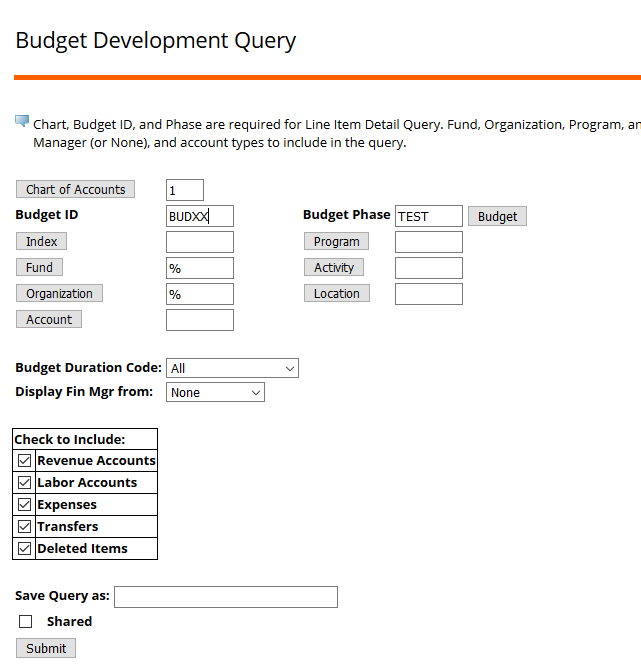 Budget Development Query
Chart, Budget ID, and Phase are required for Line Item Detail Query. Fund, Organization, Program, an
Manager (or None), and account types to include in the query.
Chart of Accounts 1
Budget ID BUDXX Budget Phase TEST Budget
Index Program
Fund % Activity
Organization % Location
Account
Budget Duration Code: All
Display Fin Mgr from: None
Check to Include:
Revenue Accounts
Labor Accounts
Expenses
Transfers
Deleted Items
Save Query as:
Shared
Submit